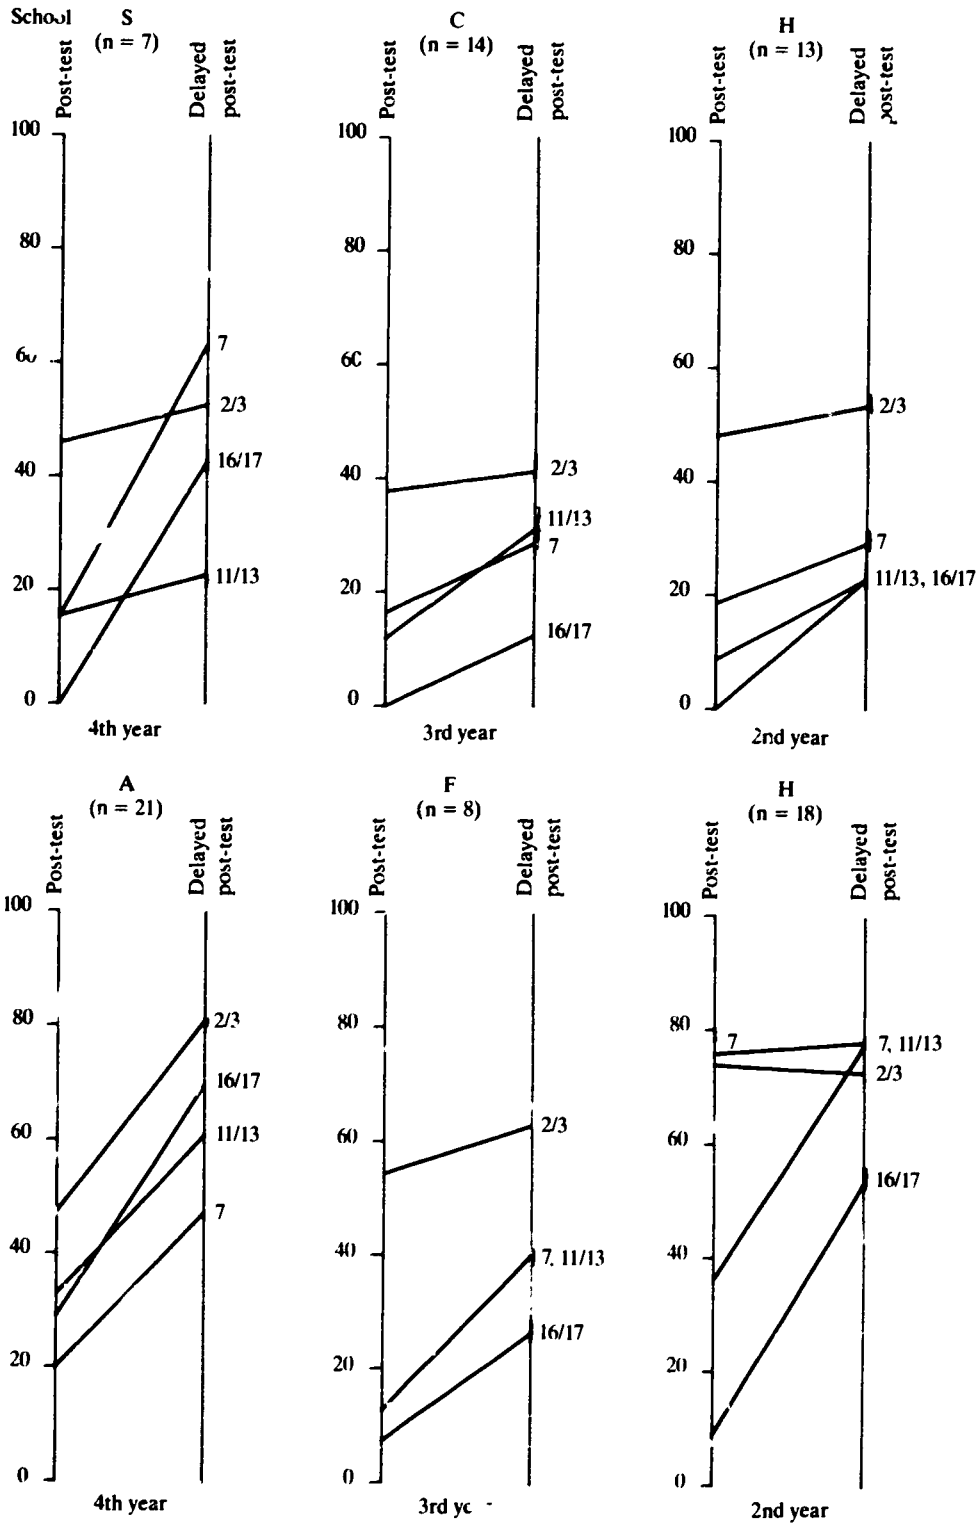 School S C H
(n = 7) (n = 14) (n = 13)
Post-test Delayed post-test Post-test Delayed post-test Post-test Delayed post-test
100 100 100
80 80 80
60
60
40 40 40
20 20 20
0 0 0
7
2/3
16/17
11/13
2/3
11/13
7
16/17
2/3
7
11/13, 16/17
4th year 3rd year 2nd year
A F H
(n = 21) (n = 8) (n = 18)
Post-test Delayed post-test Post-test Delayed post-test Post-test Delayed post-test
100 100 100
80 80 80
60 60 60
40 40 40
20 20 20
0 0 0
2/3
16/17
11/13
7
2/3
7, 11/13
16/17
7
7, 11/13
2/3
16/17
4th year 3rd 2nd year